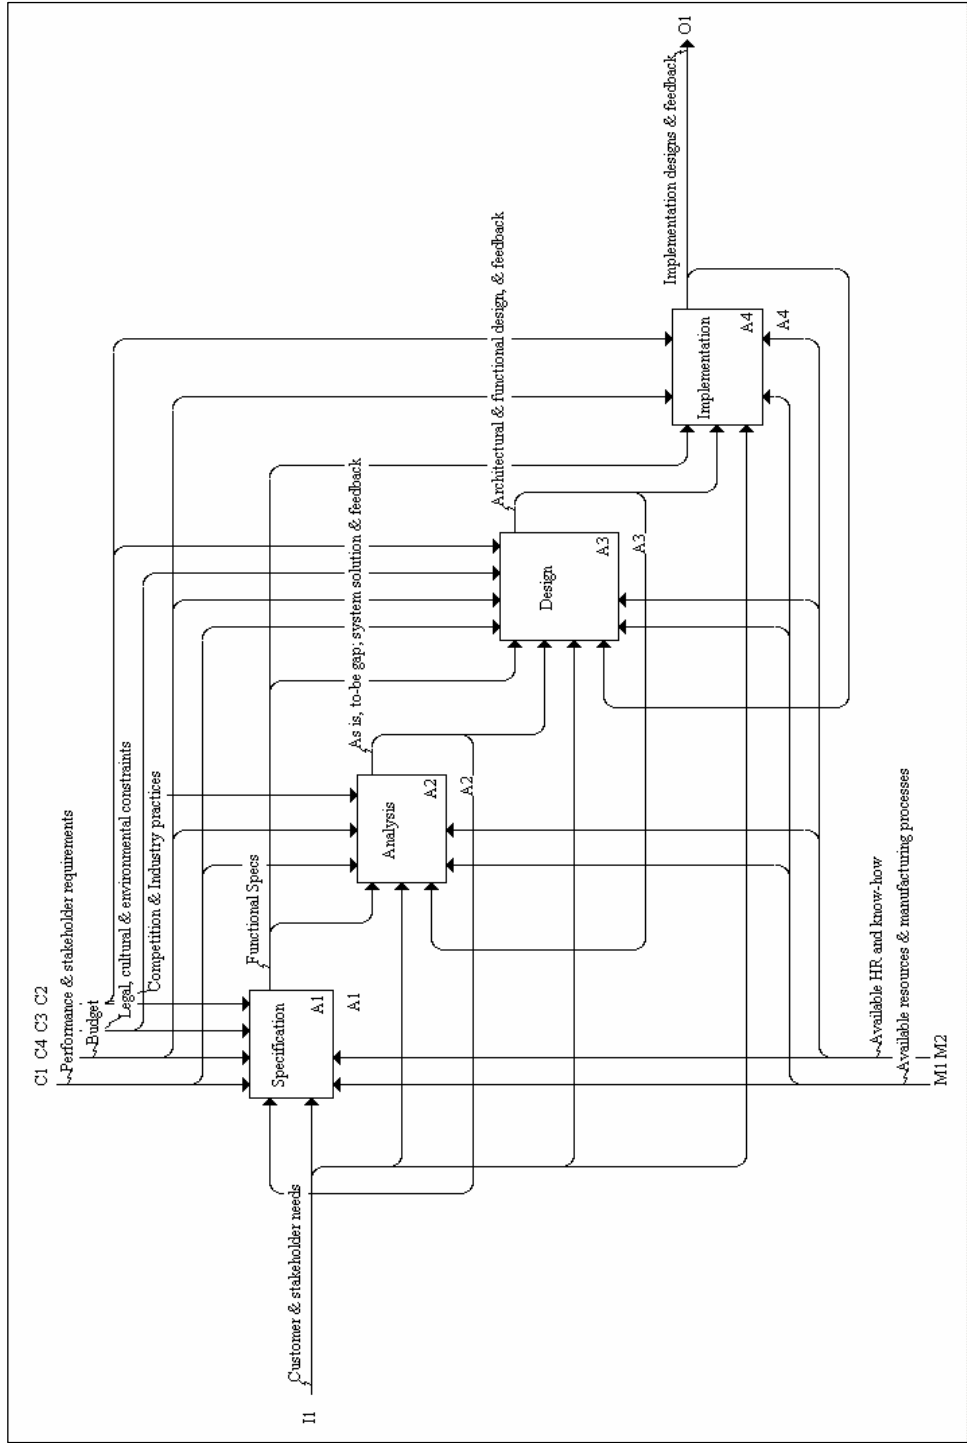 C1 C4 C3 C2
Performance & stakeholder requirements
Budget
Legal, cultural & environmental constraints
Competition & Industry practices
Functional Specs
Specification
A1
A1
As is, to-be gap; system solution & feedback
Analysis
A2
A2
Architectural & functional design, & feedback
Design
A3
A3
Implementation designs & feedback
O1
Implementation
A4
A4
Customer & stakeholder needs
I1
Available HR and know-how
Available resources & manufacturing processes
M1 M2